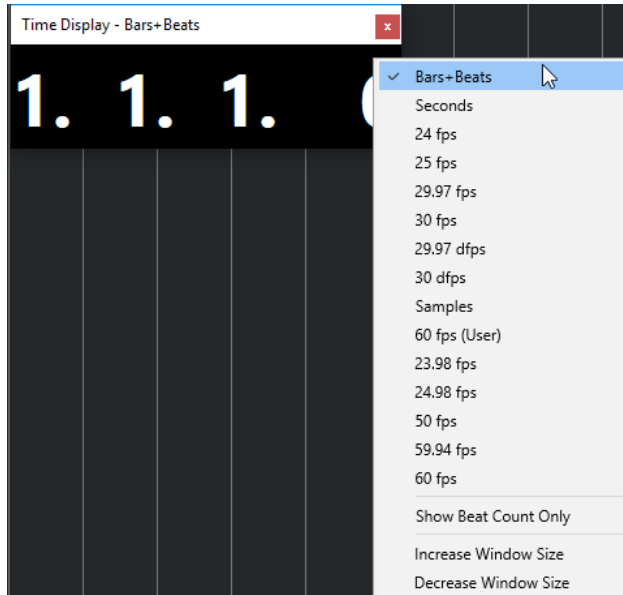 Time Display - Bars+Beats
x
1. 1. 1.
Bars+Beats
Seconds
24 fps
25 fps
29.97 fps
30 fps
29.97 dfps
30 dfps
Samples
60 fps (User)
23.98 fps
24.98 fps
50 fps
59.94 fps
60 fps
Show Beat Count Only
Increase Window Size
Decrease Window Size